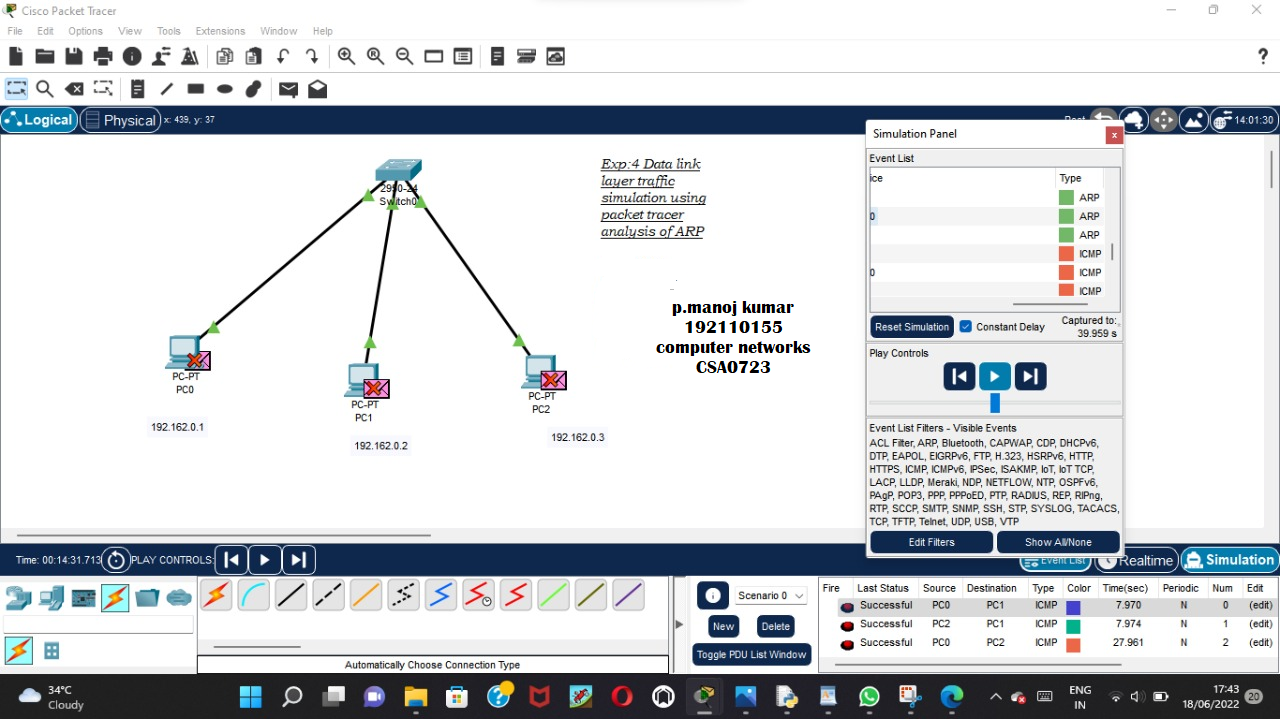 Cisco Packet Tracer
File Edit Options View Tools Extensions Window Help
?
Logical Physical x: 439, y: 37
Root 14:01:30
2950-24
Switch0
Exp:4 Data link
layer traffic
simulation using
packet tracer
analysis of ARP
p.manoj kumar
192110155
computer networks
CSA0723
PC-PT
PC0
192.162.0.1
PC-PT
PC1
192.162.0.2
PC-PT
PC2
192.162.0.3
Simulation Panel x
Event List
ice Type
ARP
0 ARP
ARP
ICMP
0 ICMP
ICMP
Reset Simulation Constant Delay Captured to:
39.959 s
Play Controls
Event List Filters - Visible Events
ACL Filter, ARP, Bluetooth, CAPWAP, CDP, DHCPv6,
DTP, EAPOL, EIGRPv6, FTP, H.323, HSRPv6, HTTP,
HTTPS, ICMP, ICMPv6, IPSec, ISAKMP, IoT, IoT TCP,
LACP, LLDP, Meraki, NDP, NETFLOW, NTP, OSPFv6,
PAgP, POP3, PPP, PPPoED, PTP, RADIUS, REP, RIPng,
RTP, SCCP, SMTP, SNMP, SSH, STP, SYSLOG, TACACS,
TCP, TFTP, Telnet, UDP, USB, VTP
Edit Filters Show All/None
Time: 00:14:31.713 PLAY CONTROLS:
Event List Realtime Simulation
Automatically Choose Connection Type
Scenario 0
New Delete
Toggle PDU List Window
Fire Last Status Source Destination Type Color Time(sec) Periodic Num Edit
Successful PC0 PC1 ICMP 7.970 N 0 (edit)
Successful PC2 PC1 ICMP 7.974 N 1 (edit)
Successful PC0 PC2 ICMP 27.961 N 2 (edit)
34°C
Cloudy
ENG
IN
17:43
18/06/2022
20